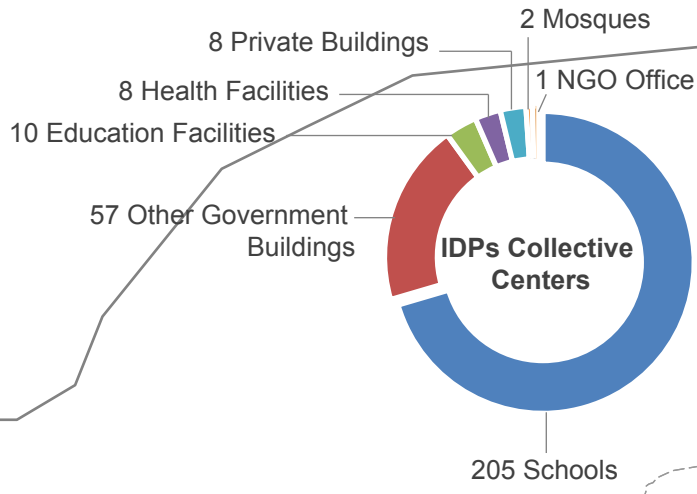 2 Mosques
8 Private Buildings
1 NGO Office
8 Health Facilities
10 Education Facilities
57 Other Government
Buildings
IDPs Collective
Centers
205 Schools